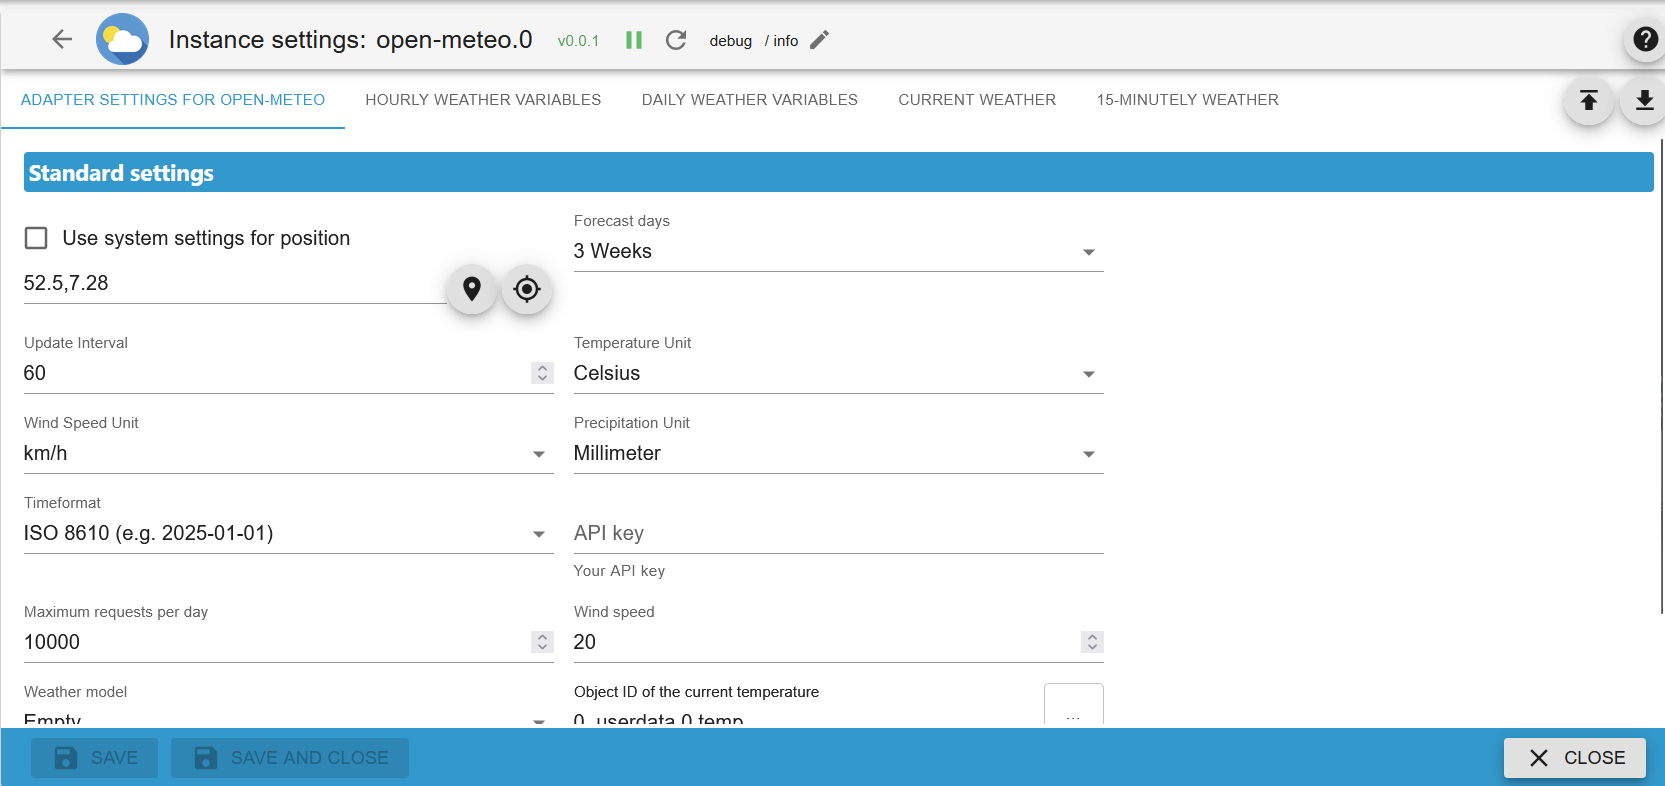 Instance settings: open-meteo.0 v0.0.1 debug / info
ADAPTER SETTINGS FOR OPEN-METEO HOURLY WEATHER VARIABLES DAILY WEATHER VARIABLES CURRENT WEATHER 15-MINUTELY WEATHER
Standard settings
Use system settings for position
52.5,7.28
Forecast days
3 Weeks
Update Interval
60
Temperature Unit
Celsius
Wind Speed Unit
km/h
Precipitation Unit
Millimeter
Timeformat
ISO 8610 (e.g. 2025-01-01)
API key
Your API key
Maximum requests per day
10000
Wind speed
20
Weather model
Empty
Object ID of the current temperature
0_userdata.0.temp
...
SAVE SAVE AND CLOSE CLOSE